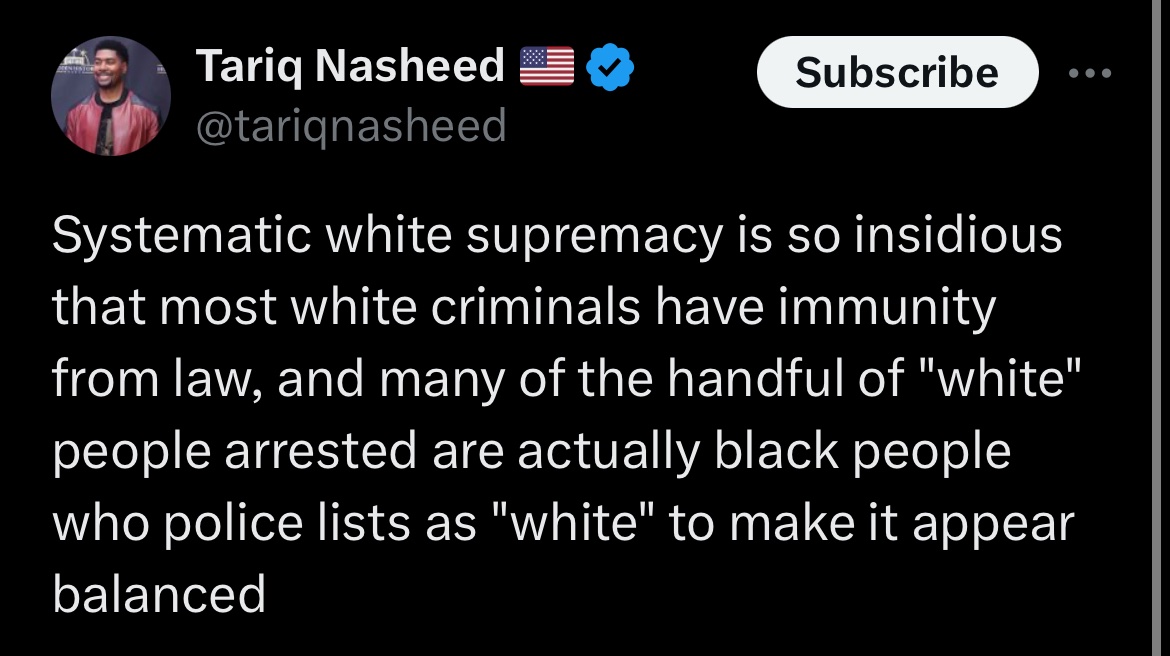 Tariq Nasheed
Subscribe
@tariqnasheed
Systematic white supremacy is so insidious
that most white criminals have immunity
from law, and many of the handful of "white"
people arrested are actually black people
who police lists as "white" to make it appear
balanced